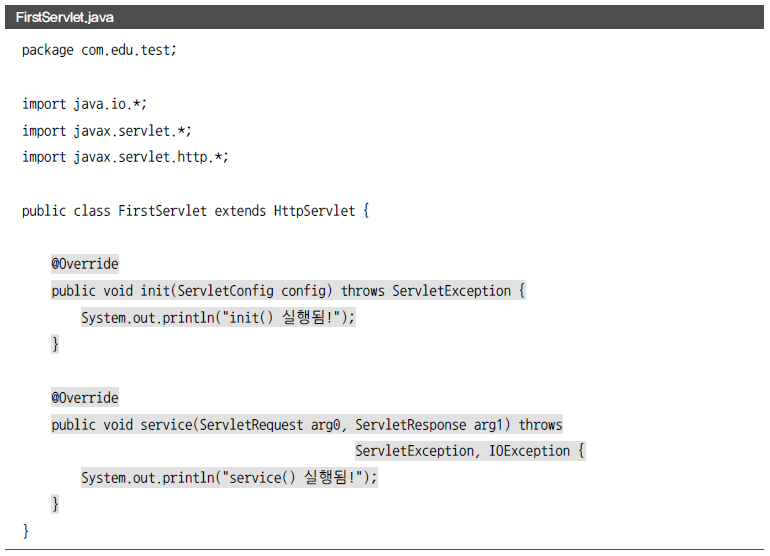 FirstServlet.java
package com.edu.test;
import java.io.*;
import javax.servlet.*;
import javax.servlet.http.*;
public class FirstServlet extends HttpServlet {
@Override
public void init(ServletConfig config) throws ServletException {
System.out.println("init() 실행됨!");
}
@Override
public void service(ServletRequest arg0, ServletResponse arg1) throws
ServletException, IOException {
System.out.println("service() 실행됨!");
}
}